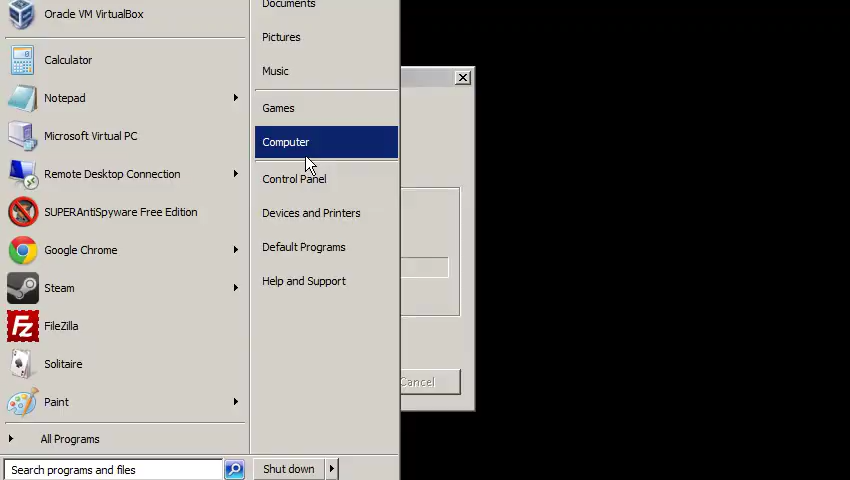 Oracle VM VirtualBox
Calculator
Notepad
Microsoft Virtual PC
Remote Desktop Connection
SUPERAntiSpyware Free Edition
Google Chrome
Steam
FileZilla
Solitaire
Paint
All Programs
Search programs and files
Documents
Pictures
Music
Games
Computer
Control Panel
Devices and Printers
Default Programs
Help and Support
Shut down
Cancel